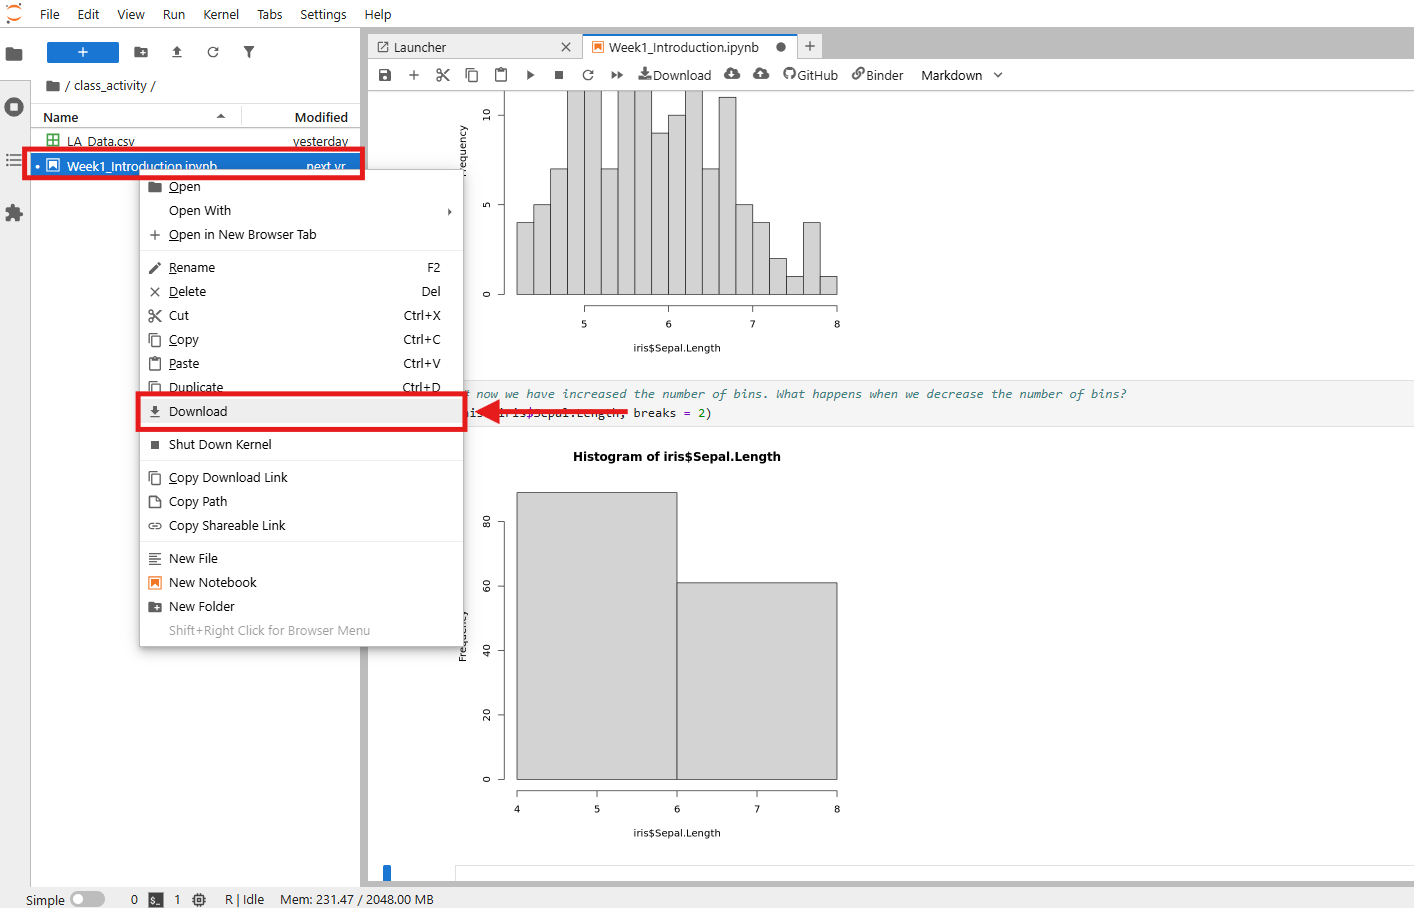 File Edit View Run Kernel Tabs Settings Help
/ class_activity /
Name Modified
LA_Data.csv yesterday
Week1_Introduction.ipynb next yr.
Open
Open With
Open in New Browser Tab
Rename F2
Delete Del
Cut Ctrl+X
Copy Ctrl+C
Paste Ctrl+V
Duplicate Ctrl+D
Download
Shut Down Kernel
Copy Download Link
Copy Path
Copy Shareable Link
New File
New Notebook
New Folder
Shift+Right Click for Browser Menu
Launcher
Week1_Introduction.ipynb
Download GitHub Binder Markdown
Frequency
10
5
0
5 6 7 8
iris$Sepal.Length
# now we have increased the number of bins. What happens when we decrease the number of bins?
iris$Sepal.Length, breaks = 2)
Histogram of iris$Sepal.Length
Frequency
80
60
40
20
0
4 5 6 7 8
iris$Sepal.Length
Simple 0 $_ 1 R | Idle Mem: 231.47 / 2048.00 MB